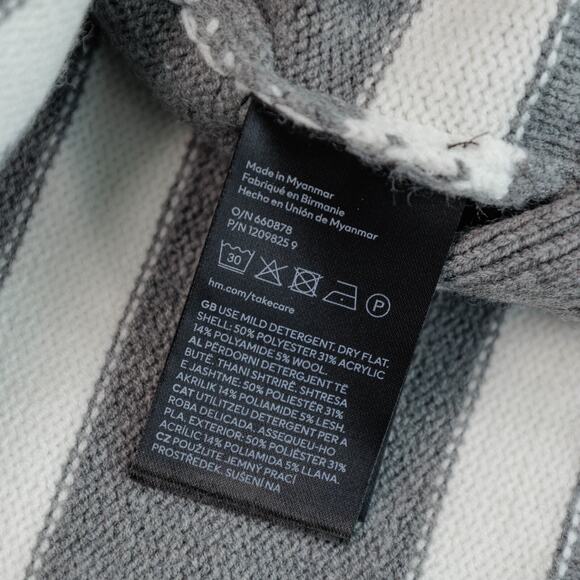 Made in Myanmar
Fabriqué en Birmanie
Hecho en Unión de Myanmar
O/N 660878
P/N 1209825 9
30
P
hm.com/takecare
GB USE MILD DETERGENT. DRY FLAT.
SHELL: 50% POLYESTER 31% ACRYLIC
14% POLYAMIDE 5% WOOL.
AL PËRDORNI DETERGJENT TË
BUTË. THANI SHTRIRË. SHTRESA
E JASHTME: 50% POLIESTËR 31%
AKRILIK 14% POLIAMIDE 5% LESH.
CAT UTILITZEU DETERGENT PER A
ROBA DELICADA. ASSEQUEU-HO
PLA. EXTERIOR: 50% POLIÈSTER 31%
ACRÍLIC 14% POLIAMIDA 5% LLANA.
CZ POUŽIJTE JEMNÝ PRACÍ
PROSTŘEDEK. SUŠENÍ NA